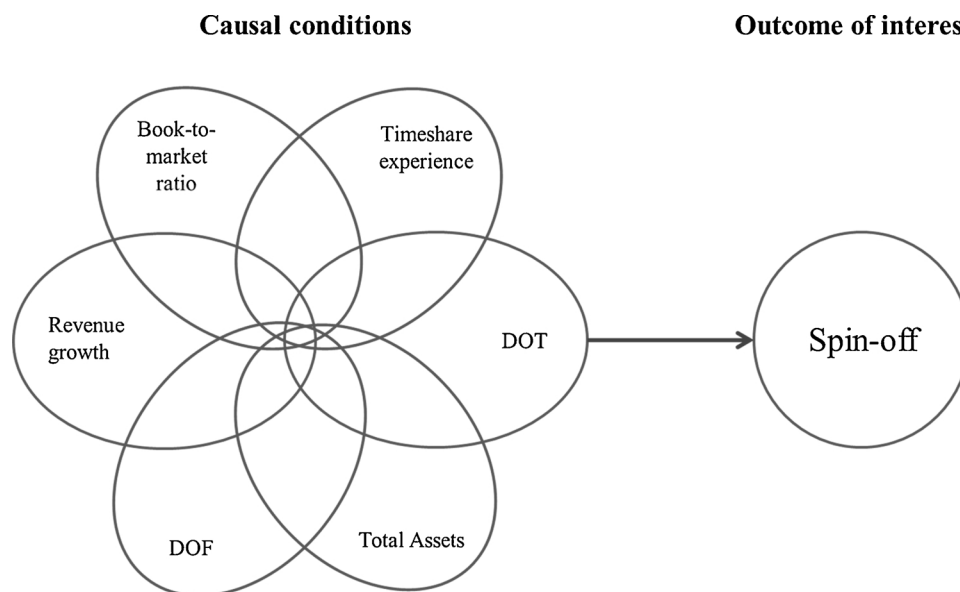 Causal conditions
Outcome of interes
Book-to-
market
ratio
Timeshare
experience
Revenue
growth
DOT
Spin-off
DOF
Total Assets